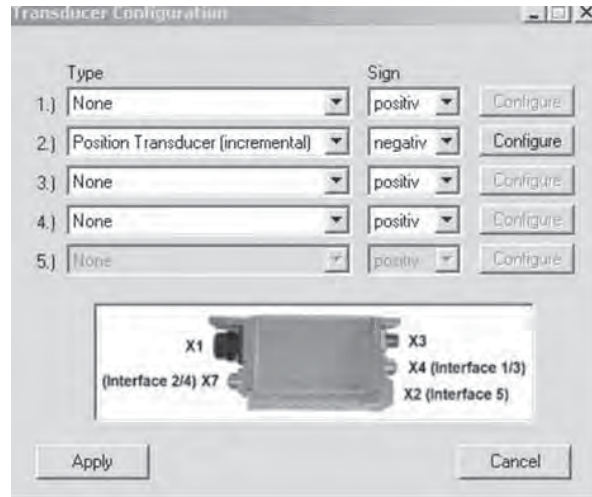 Transducer Configuration
Type Sign
1.) None positiv Configure
2.) Position Transducer (incremental) negativ Configure
3.) None positiv Configure
4.) None positiv Configure
5.) None positiv Configure
X1 X3
X4 (Interface 1/3)
(Interface 2/4) X7
X2 (Interface 5)
Apply Cancel